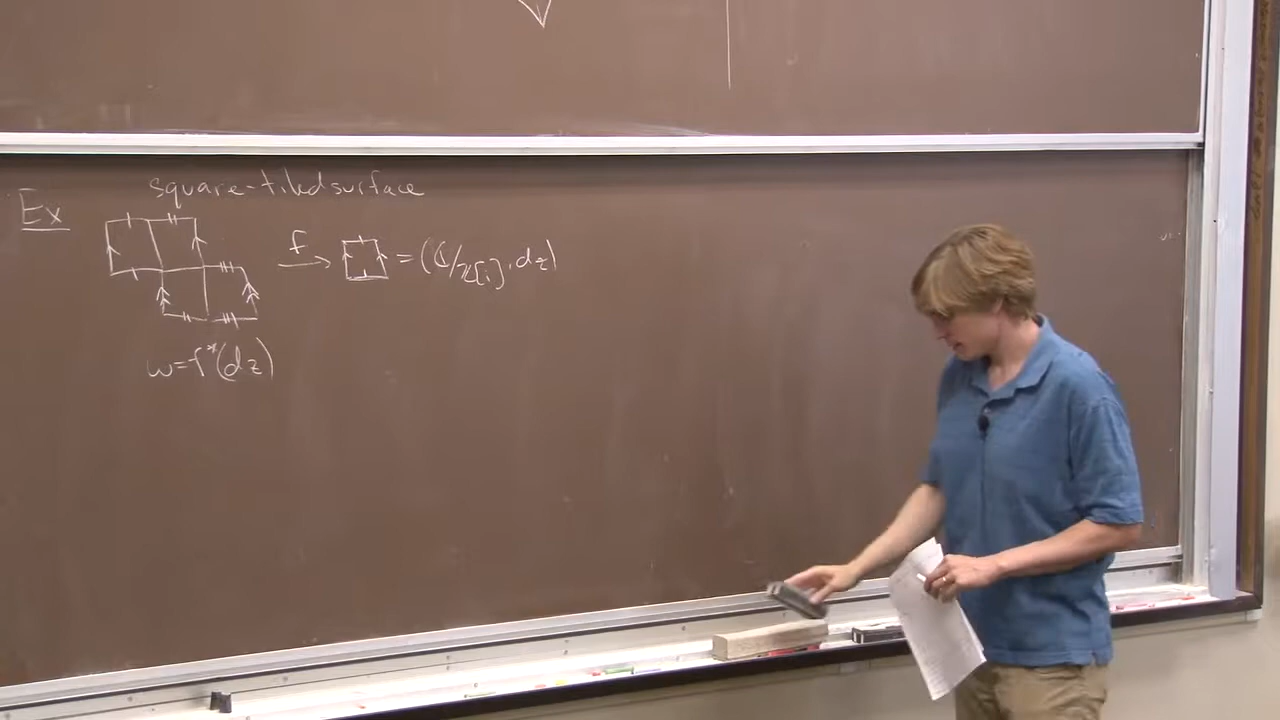 Ex square-tiled surface
f → = (ℂ/ℤ[i], dz)
ω=f*(dz)